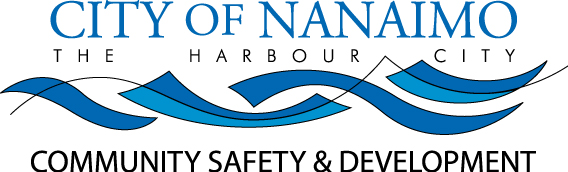 CITY OF NANAIMO
THE HARBOUR CITY
COMMUNITY SAFETY & DEVELOPMENT